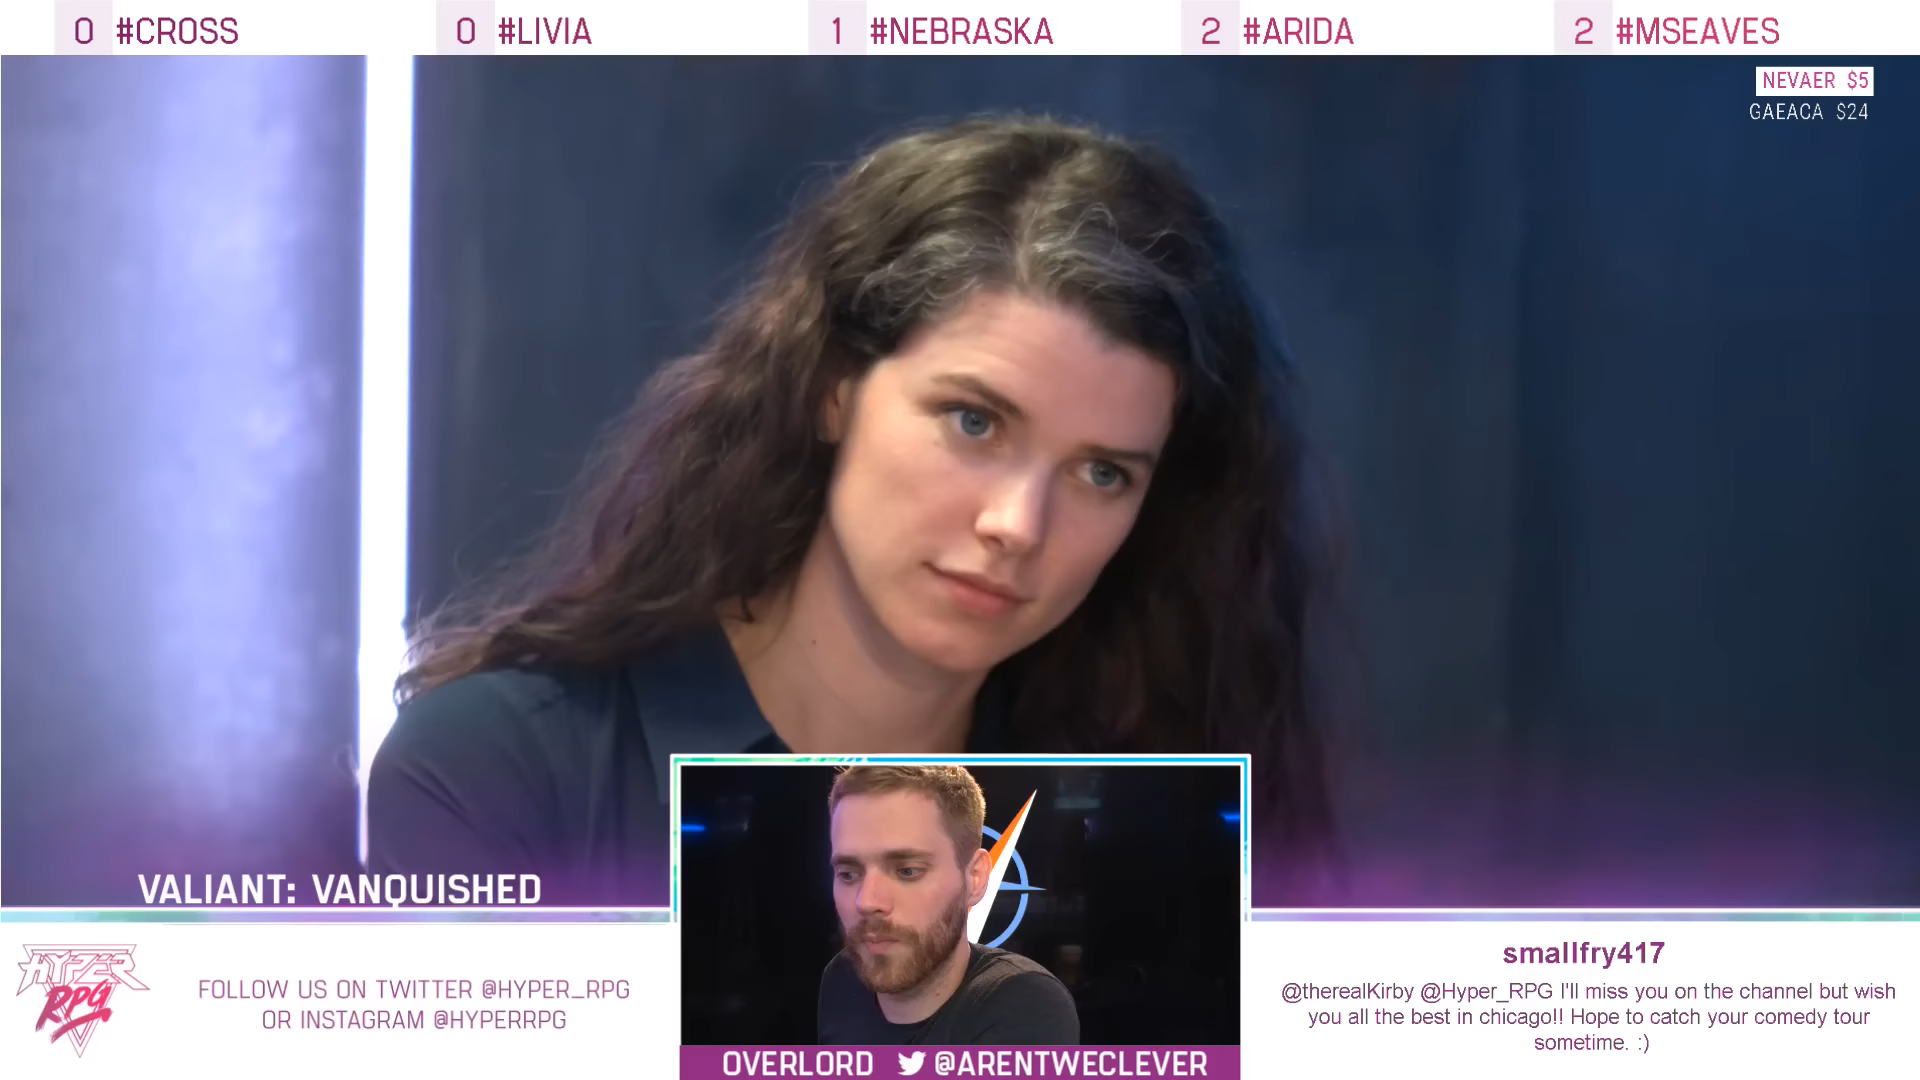 0 #CROSS
0 #LIVIA
1 #NEBRASKA
2 #ARIDA
2 #MSEAVES
NEVAER $5
GAEACA $24
VALIANT: VANQUISHED
HYPER
RPG
FOLLOW US ON TWITTER @HYPER_RPG
OR INSTAGRAM @HYPERRPG
OVERLORD @ARENTWECLEVER
smallfry417
@therealKirby @Hyper_RPG I'll miss you on the channel but wish
you all the best in chicago!! Hope to catch your comedy tour
sometime. :)